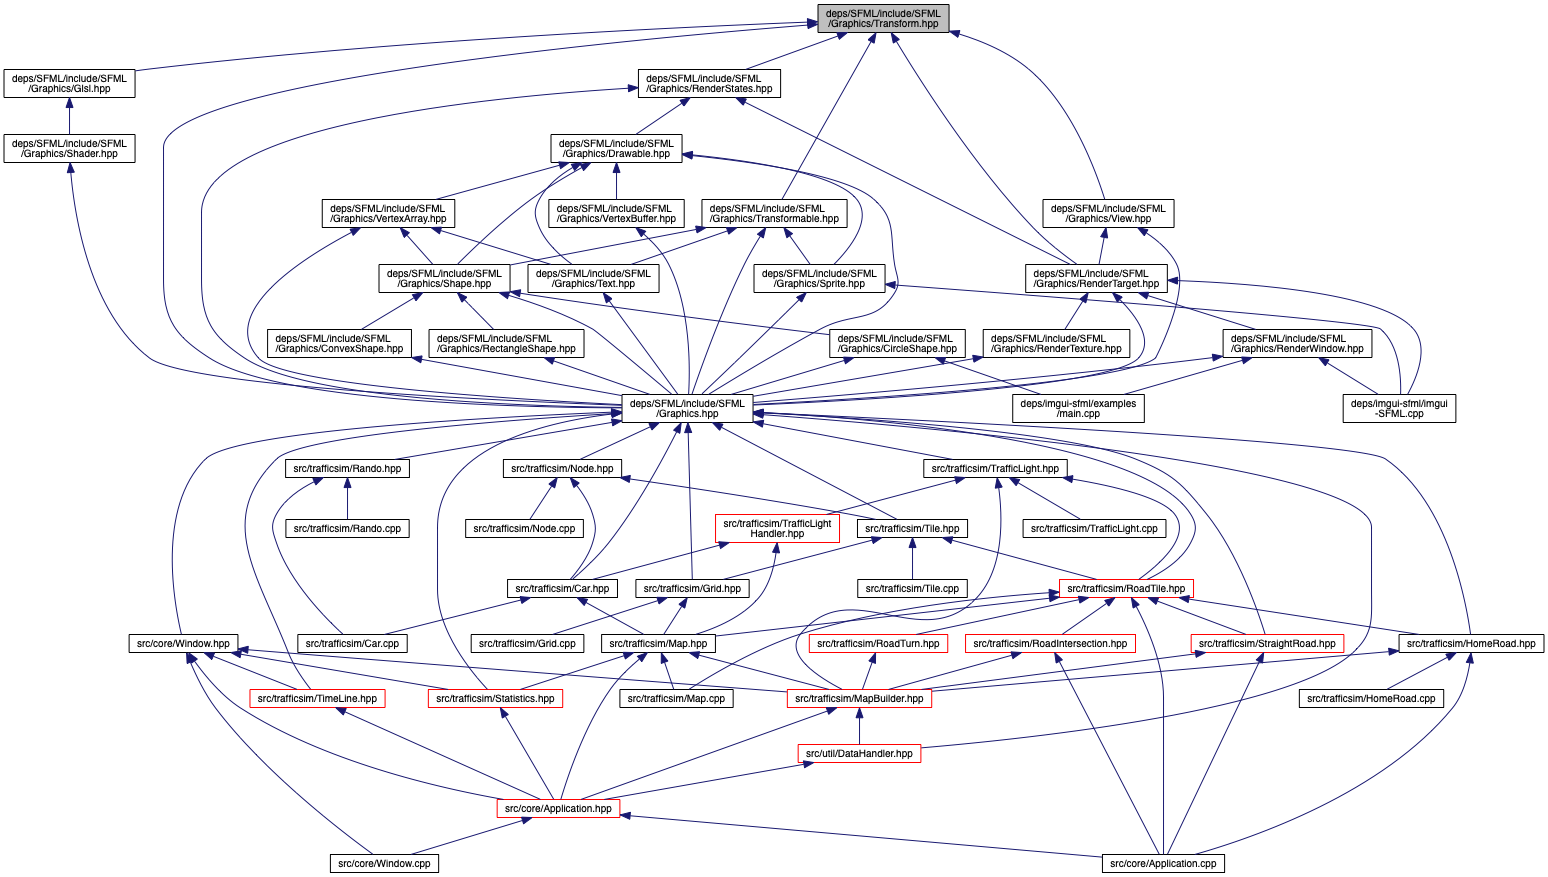 deps/SFML/include/SFML
/Graphics/Transform.hpp
deps/SFML/include/SFML
/Graphics/Glsl.hpp
deps/SFML/include/SFML
/Graphics/RenderStates.hpp
deps/SFML/include/SFML
/Graphics/Shader.hpp
deps/SFML/include/SFML
/Graphics/Drawable.hpp
deps/SFML/include/SFML
/Graphics/VertexArray.hpp
deps/SFML/include/SFML
/Graphics/VertexBuffer.hpp
deps/SFML/include/SFML
/Graphics/Transformable.hpp
deps/SFML/include/SFML
/Graphics/View.hpp
deps/SFML/include/SFML
/Graphics/Shape.hpp
deps/SFML/include/SFML
/Graphics/Text.hpp
deps/SFML/include/SFML
/Graphics/Sprite.hpp
deps/SFML/include/SFML
/Graphics/RenderTarget.hpp
deps/SFML/include/SFML
/Graphics/ConvexShape.hpp
deps/SFML/include/SFML
/Graphics/RectangleShape.hpp
deps/SFML/include/SFML
/Graphics/CircleShape.hpp
deps/SFML/include/SFML
/Graphics/RenderTexture.hpp
deps/SFML/include/SFML
/Graphics/RenderWindow.hpp
deps/SFML/include/SFML
/Graphics.hpp
deps/imgui-sfml/examples
/main.cpp
deps/imgui-sfml/imgui
-SFML.cpp
src/trafficsim/Rando.hpp
src/trafficsim/Node.hpp
src/trafficsim/TrafficLight.hpp
src/trafficsim/Rando.cpp
src/trafficsim/Node.cpp
src/trafficsim/TrafficLight
Handler.hpp
src/trafficsim/Tile.hpp
src/trafficsim/TrafficLight.cpp
src/trafficsim/Car.hpp
src/trafficsim/Grid.hpp
src/trafficsim/Tile.cpp
src/trafficsim/RoadTile.hpp
src/core/Window.hpp
src/trafficsim/Car.cpp
src/trafficsim/Grid.cpp
src/trafficsim/Map.hpp
src/trafficsim/RoadTurn.hpp
src/trafficsim/RoadIntersection.hpp
src/trafficsim/StraightRoad.hpp
src/trafficsim/HomeRoad.hpp
src/trafficsim/TimeLine.hpp
src/trafficsim/Statistics.hpp
src/trafficsim/Map.cpp
src/trafficsim/MapBuilder.hpp
src/trafficsim/HomeRoad.cpp
src/util/DataHandler.hpp
src/core/Application.hpp
src/core/Window.cpp
src/core/Application.cpp